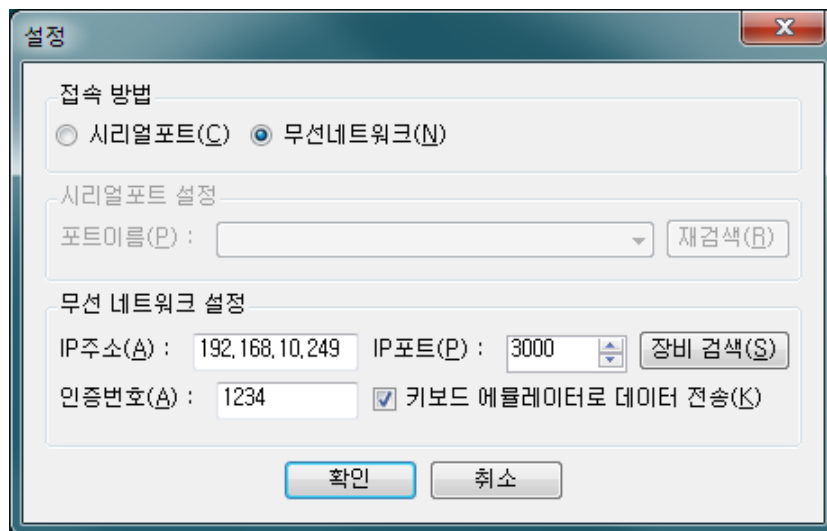 설정
접속 방법
시리얼포트(C) 무선네트워크(N)
시리얼포트 설정
포트이름(P) : 재검색(R)
무선 네트워크 설정
IP주소(A) : 192,168,10,249 IP포트(P) : 3000 장비 검색(S)
인증번호(A) : 1234 키보드 에뮬레이터로 데이터 전송(K)
확인 취소